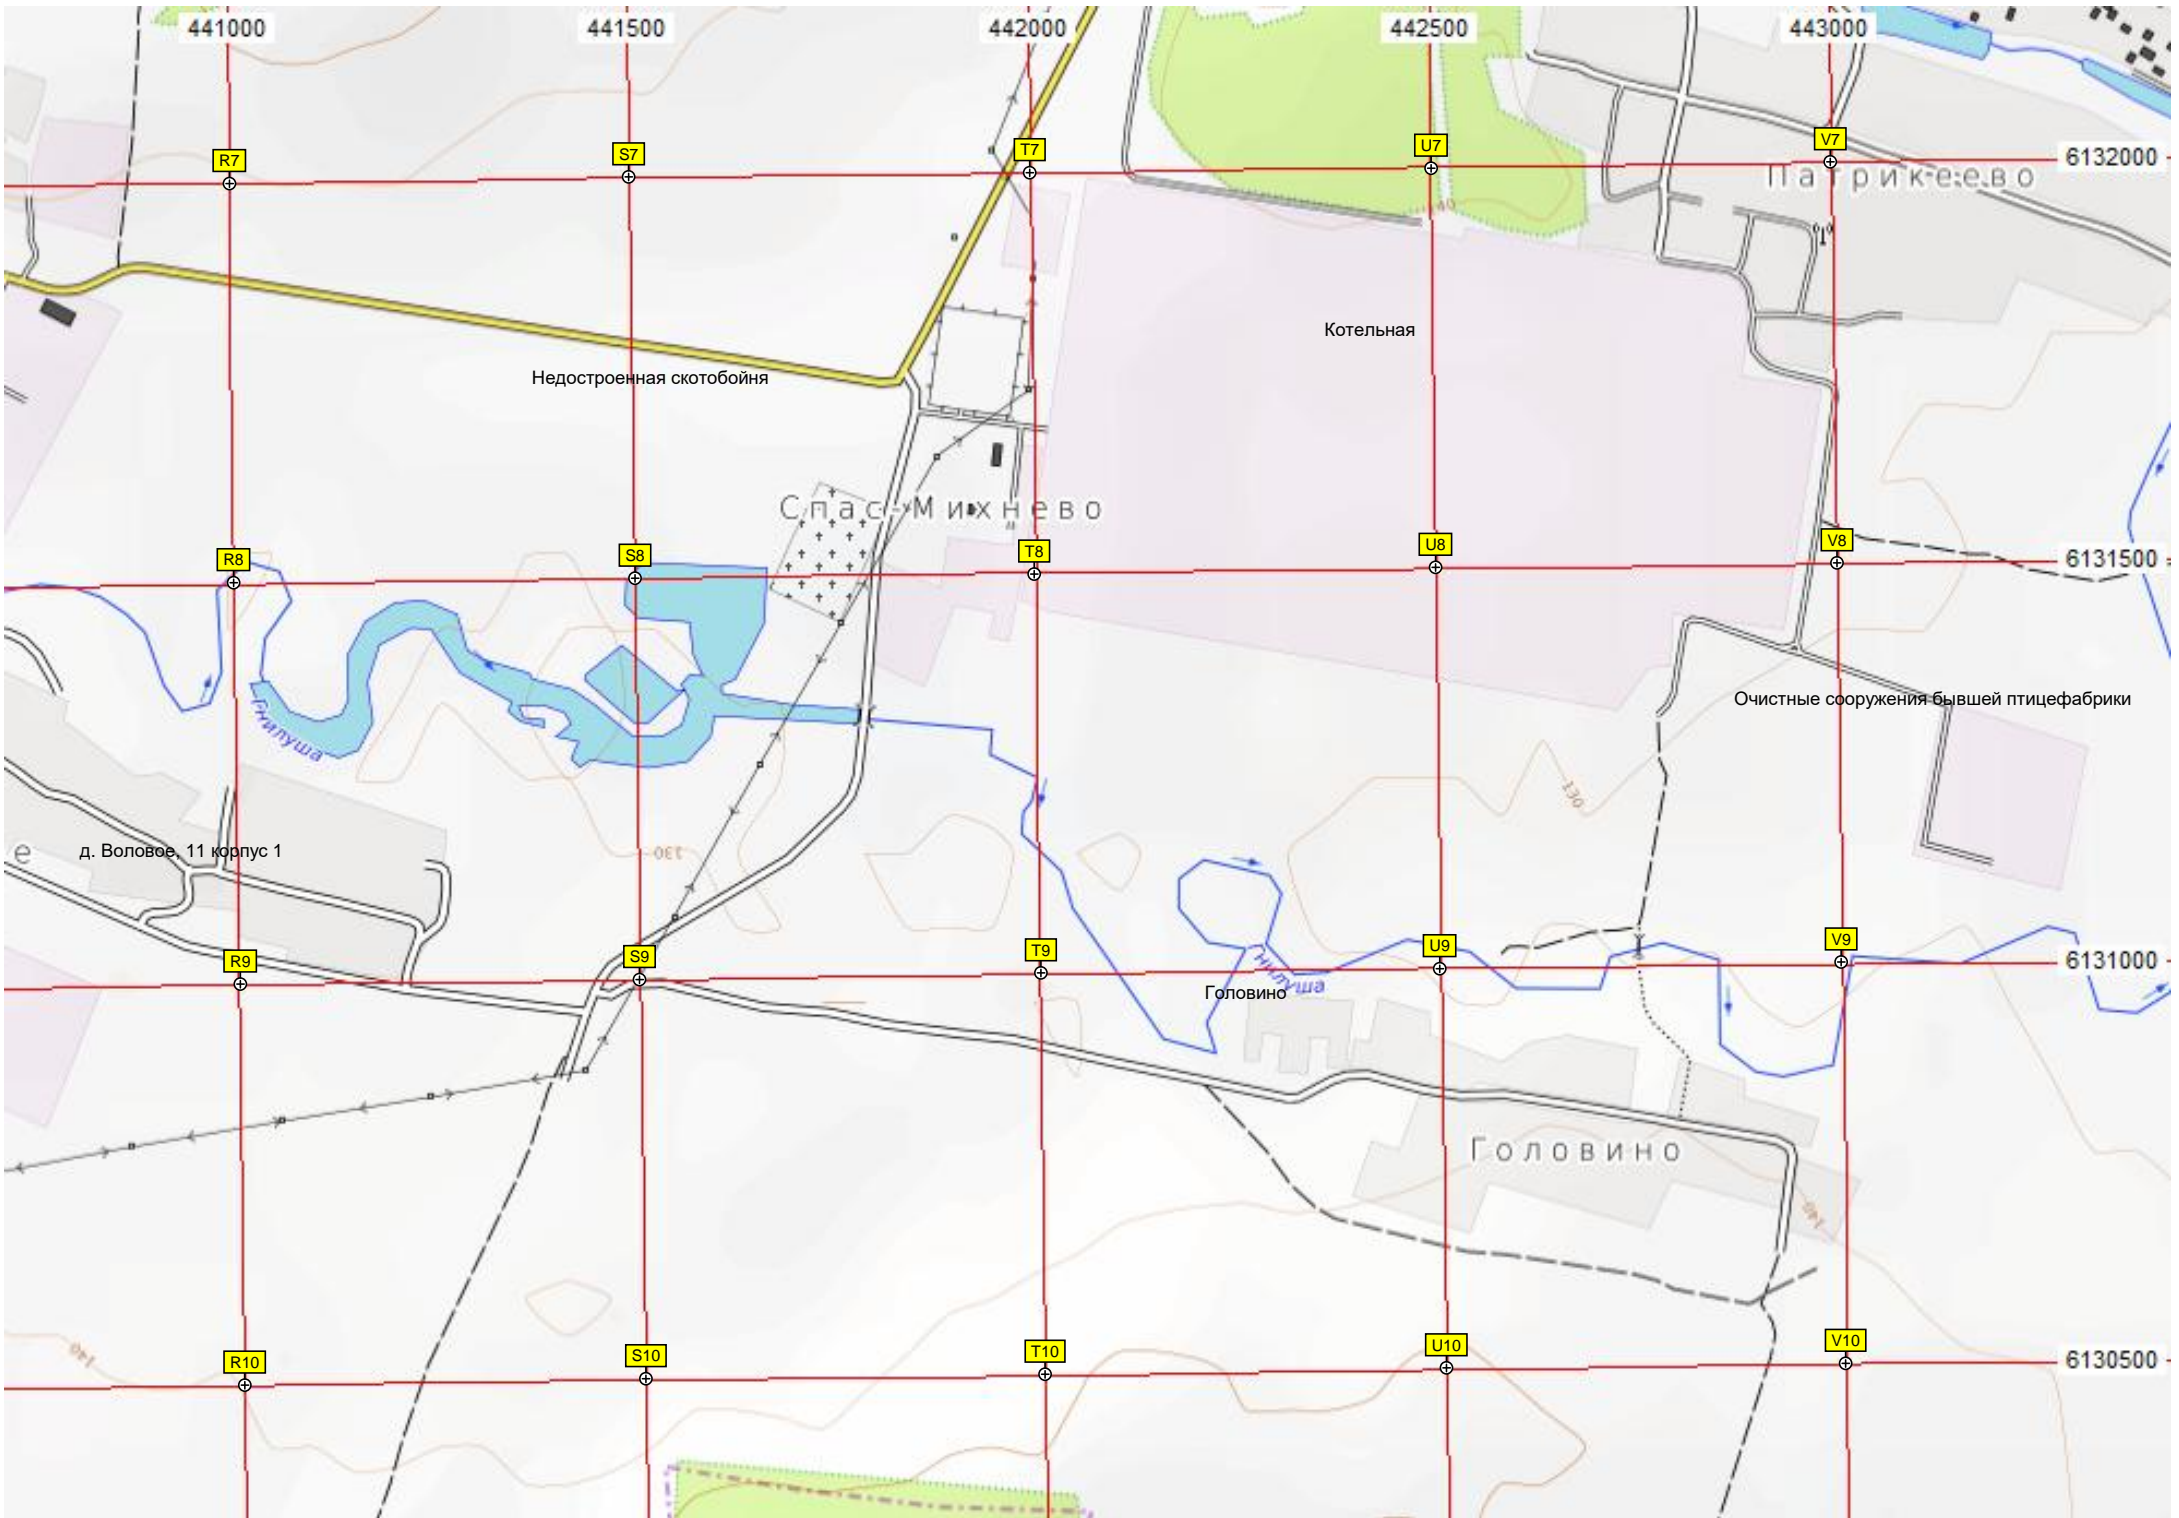 441000 441500 442000 442500 443000
R7 S7 T7 U7 V7 6132000
Патрикеево
140
Котельная
Недостроенная скотобойня
Спас-Михнево
R8 S8 T8 U8 V8 6131500
Очистные сооружения бывшей птицефабрики
Гнилуша
130
д. Воловое, 11 корпус 1
е
130
R9 S9 T9 U9 V9 6131000
Гнилуша
Головино
Головино
140
R10 S10 T10 U10 V10 6130500
140